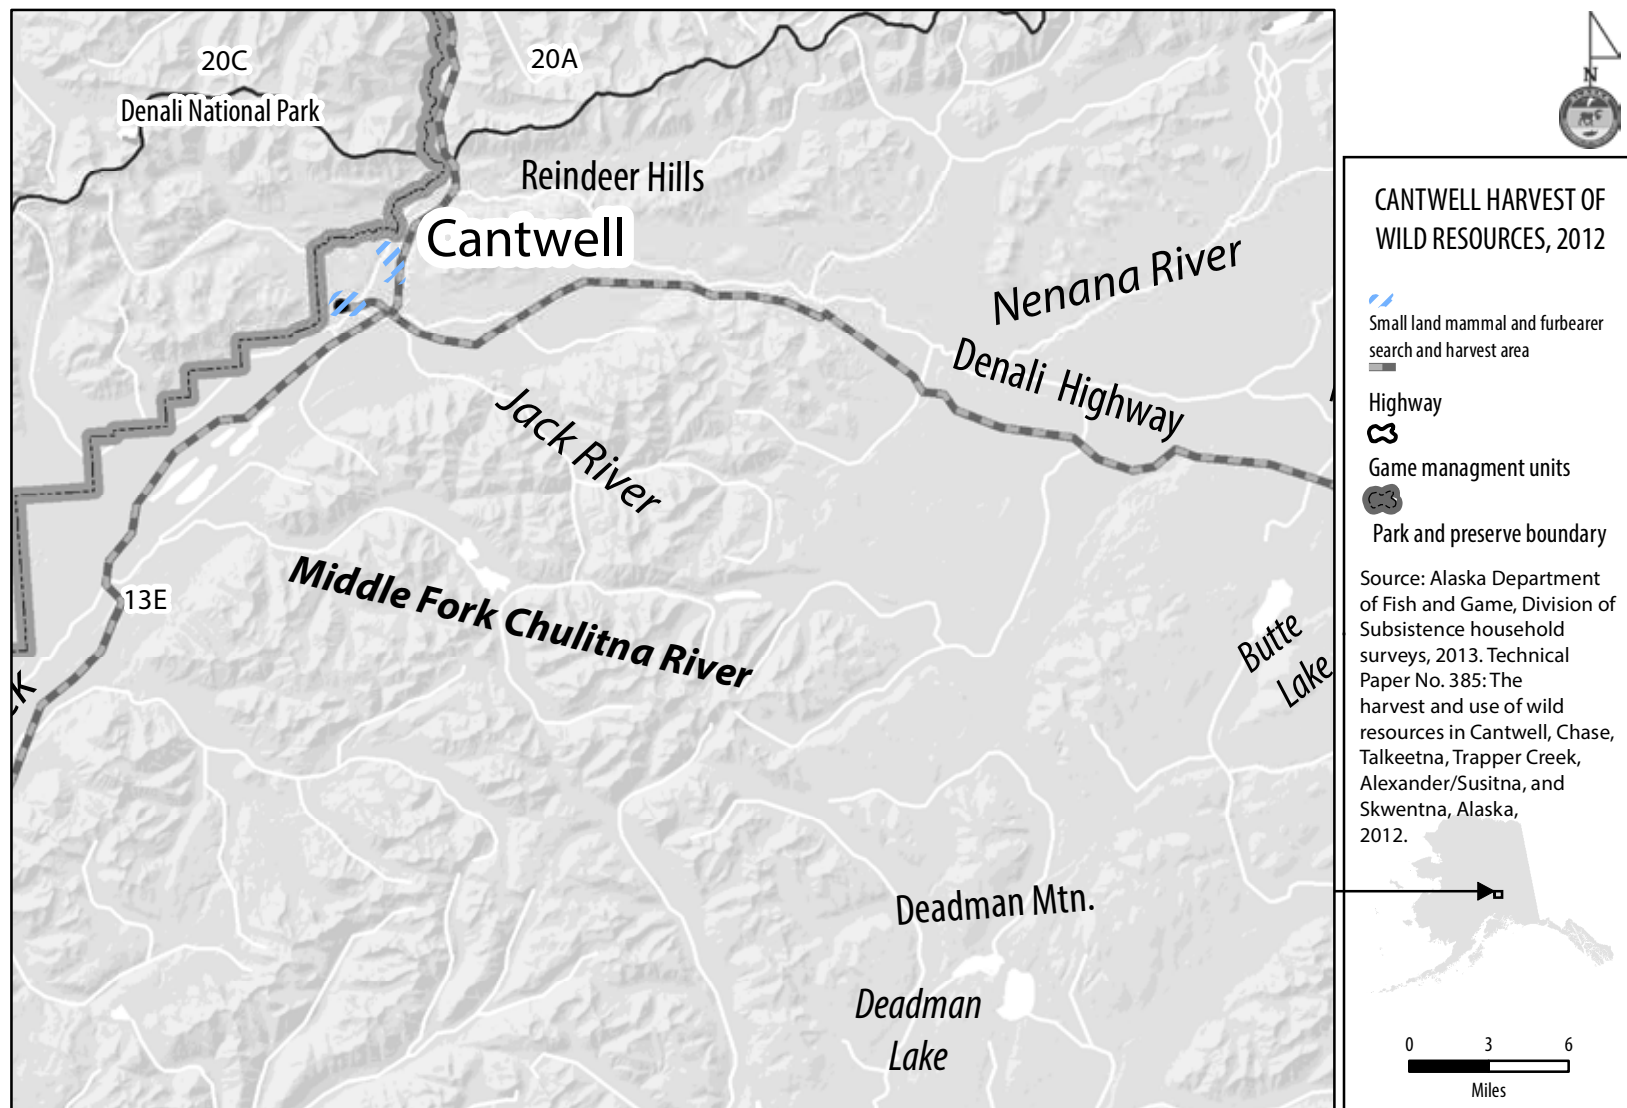 20C
20A
Denali National Park
Reindeer Hills
Cantwell
Nenana River
Denali Highway
Jack River
Middle Fork Chulitna River
13E
Butte
Lake
Deadman Mtn.
Deadman
Lake
N
ALASKA
CANTWELL HARVEST OF
WILD RESOURCES, 2012
Small land mammal and furbearer
search and harvest area
Highway
Game managment units
Park and preserve boundary
Source: Alaska Department
of Fish and Game, Division of
Subsistence household
surveys, 2013. Technical
Paper No. 385: The
harvest and use of wild
resources in Cantwell, Chase,
Talkeetna, Trapper Creek,
Alexander/Susitna, and
Skwentna, Alaska,
2012.
0 3 6
Miles